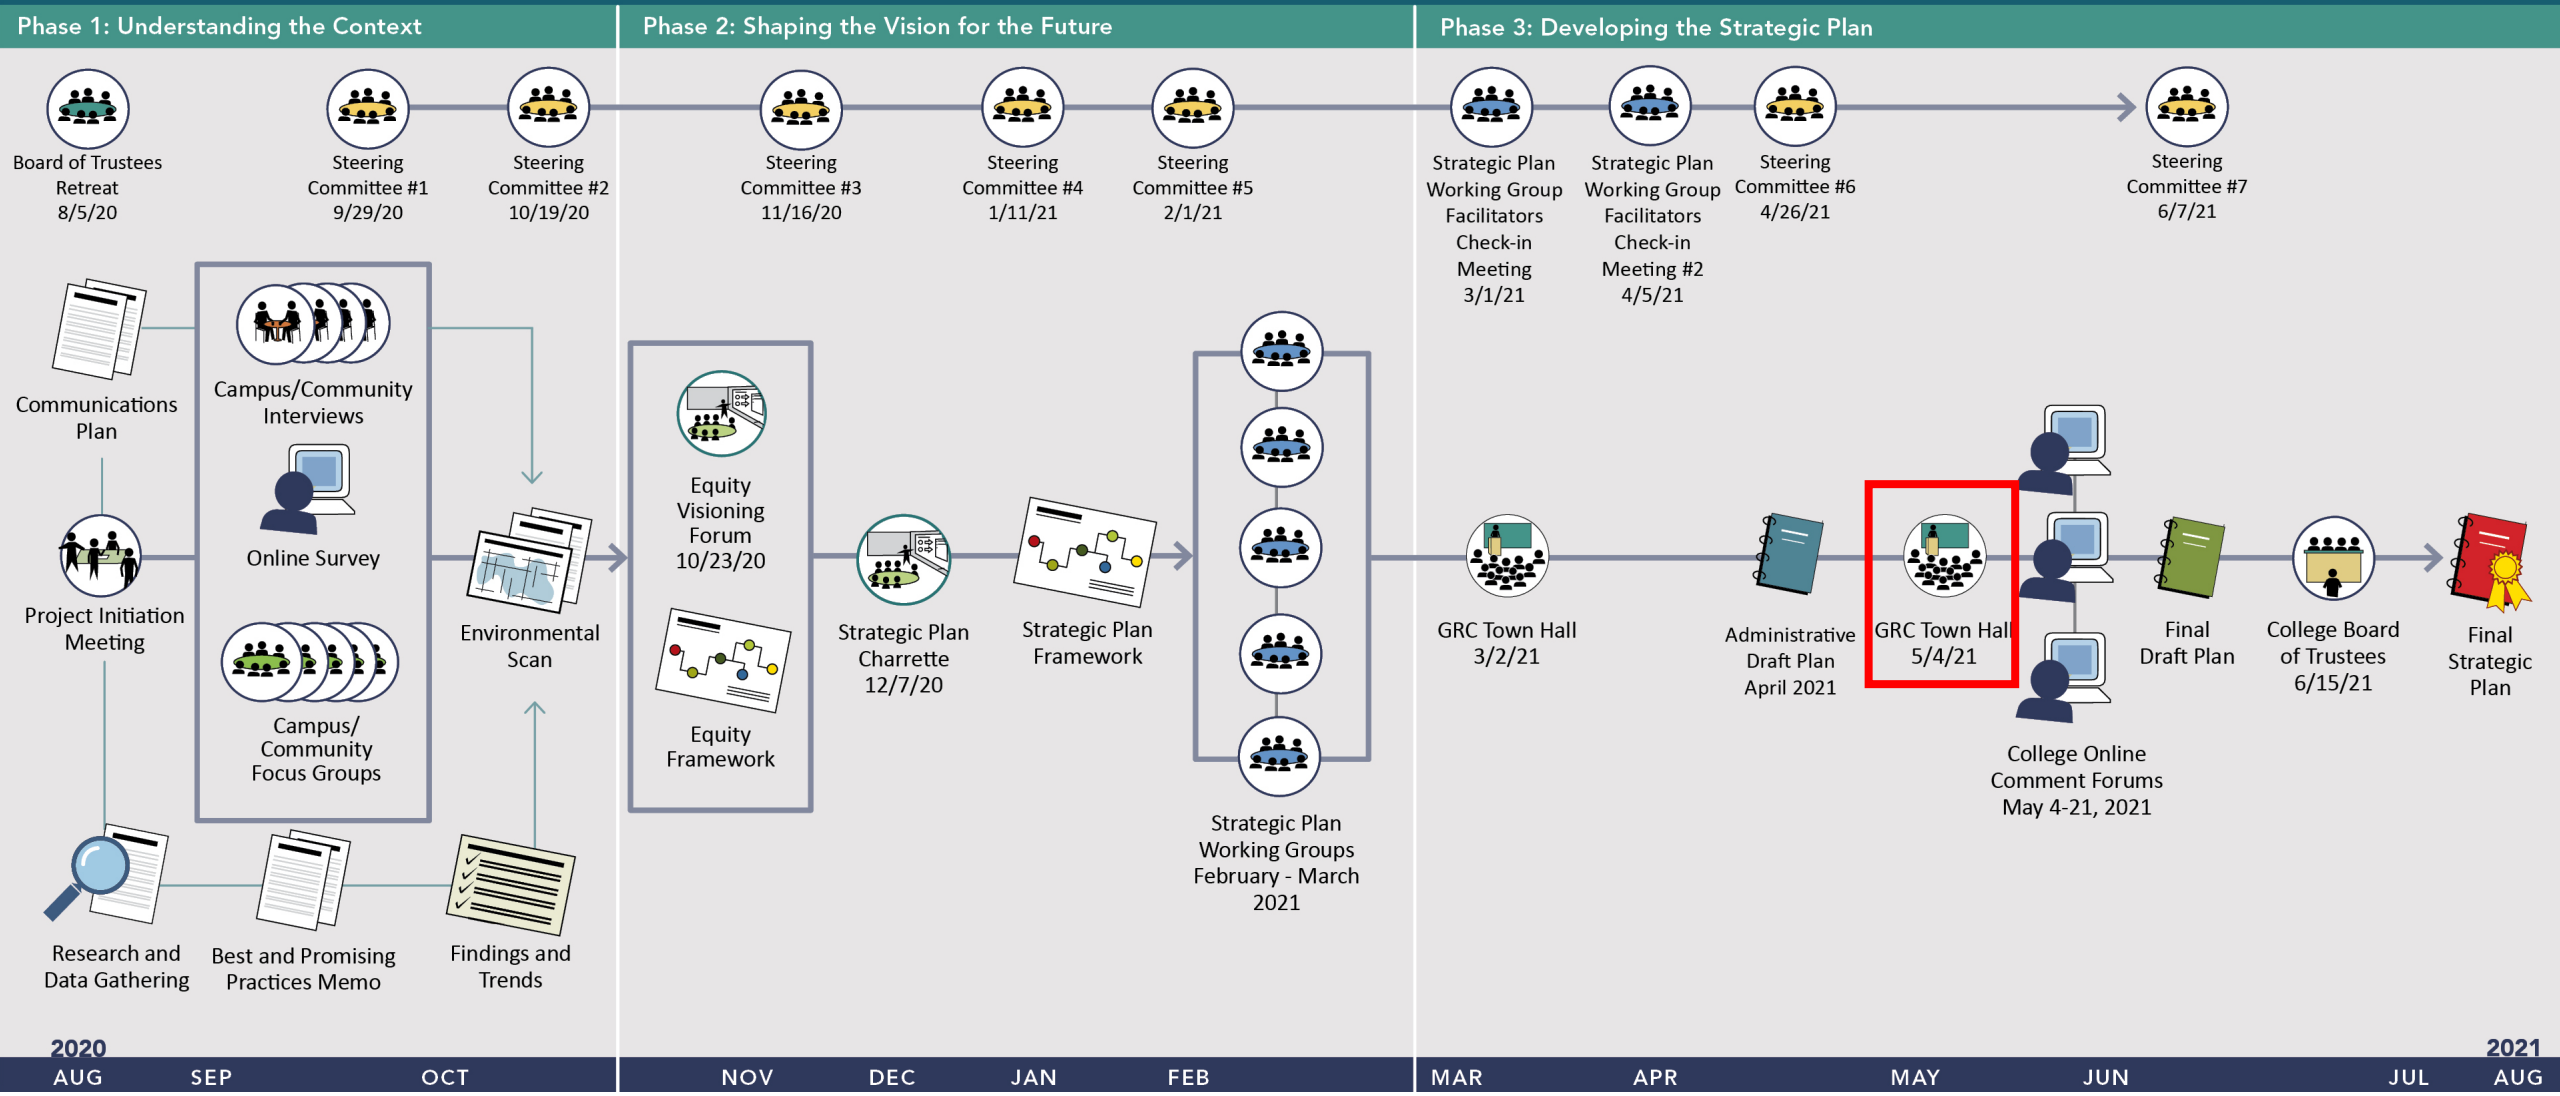 Phase 1: Understanding the Context
Phase 2: Shaping the Vision for the Future
Phase 3: Developing the Strategic Plan
Board of Trustees
Retreat
8/5/20
Steering
Committee #1
9/29/20
Steering
Committee #2
10/19/20
Steering
Committee #3
11/16/20
Steering
Committee #4
1/11/21
Steering
Committee #5
2/1/21
Strategic Plan
Working Group
Facilitators
Check-in
Meeting
3/1/21
Strategic Plan
Working Group
Facilitators
Check-in
Meeting #2
4/5/21
Steering
Committee #6
4/26/21
Steering
Committee #7
6/7/21
Communications
Plan
Project Initiation
Meeting
Research and
Data Gathering
Campus/Community
Interviews
Online Survey
Campus/
Community
Focus Groups
Best and Promising
Practices Memo
Environmental
Scan
Findings and
Trends
Equity
Visioning
Forum
10/23/20
Equity
Framework
Strategic Plan
Charrette
12/7/20
Strategic Plan
Framework
Strategic Plan
Working Groups
February - March
2021
GRC Town Hall
3/2/21
Administrative
Draft Plan
April 2021
GRC Town Hall
5/4/21
College Online
Comment Forums
May 4-21, 2021
Final
Draft Plan
College Board
of Trustees
6/15/21
Final
Strategic
Plan
2020
2021
AUG
SEP
OCT
NOV
DEC
JAN
FEB
MAR
APR
MAY
JUN
JUL
AUG